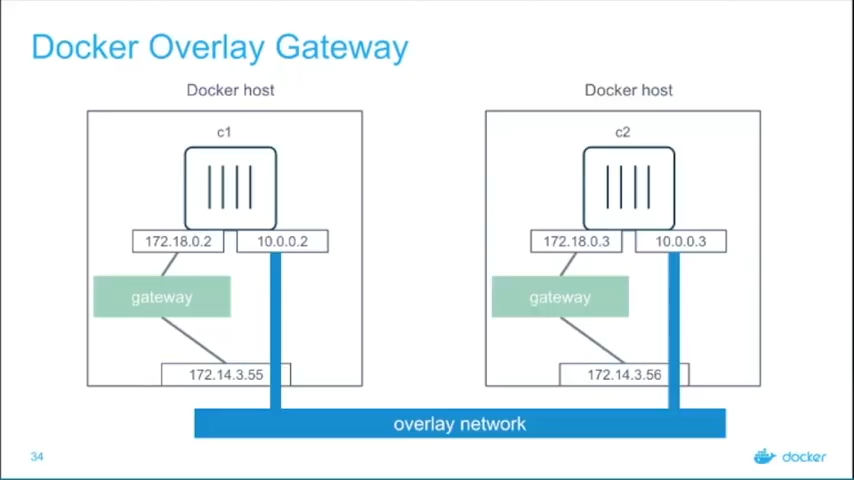 Docker Overlay Gateway
Docker host
Docker host
c1
c2
172.18.0.2
10.0.0.2
172.18.0.3
10.0.0.3
gateway
gateway
172.14.3.55
172.14.3.56
overlay network
34
docker